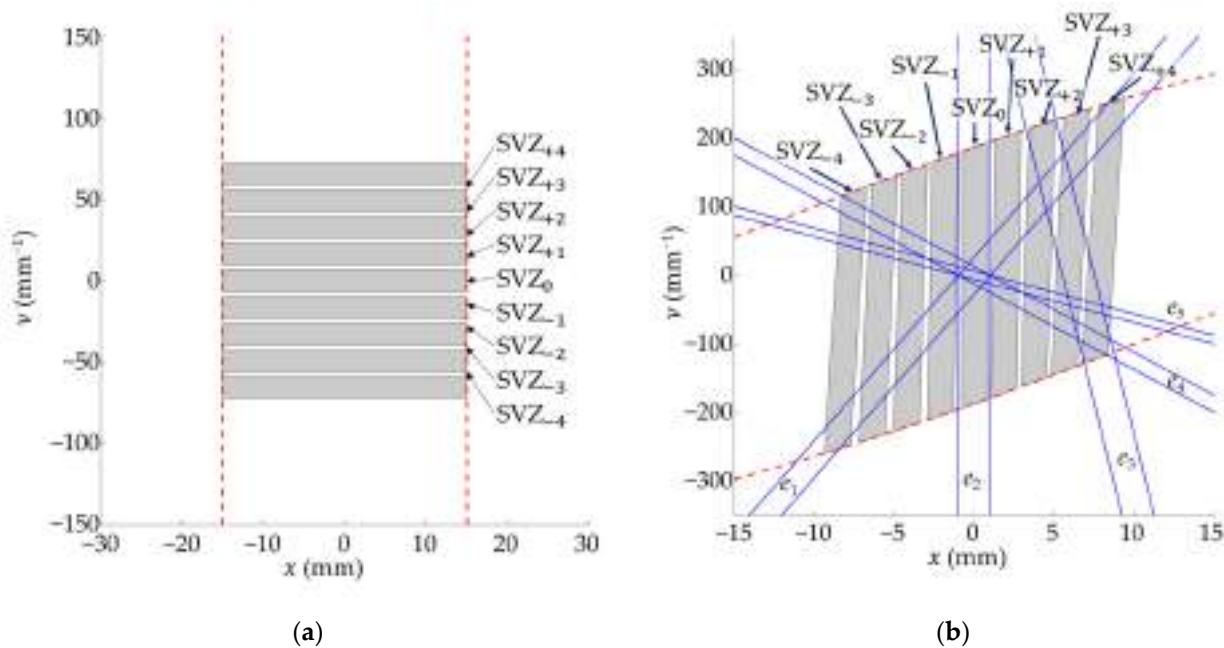 150
100
50
0
−50
−100
−150
−30
−20
−10
0
10
20
30
x (mm)
ν (mm⁻¹)
SVZ₊₄
SVZ₊₃
SVZ₊₂
SVZ₊₁
SVZ₀
SVZ₋₁
SVZ₋₂
SVZ₋₃
SVZ₋₄
(a)
300
200
100
0
−100
−200
−300
−15
−10
−5
0
5
10
15
x (mm)
ν (mm⁻¹)
SVZ₋₄
SVZ₋₃
SVZ₋₂
SVZ₋₁
SVZ₀
SVZ₊₁
SVZ₊₂
SVZ₊₃
SVZ₊₄
e₁
e₂
e₃
e₄
e₅
(b)